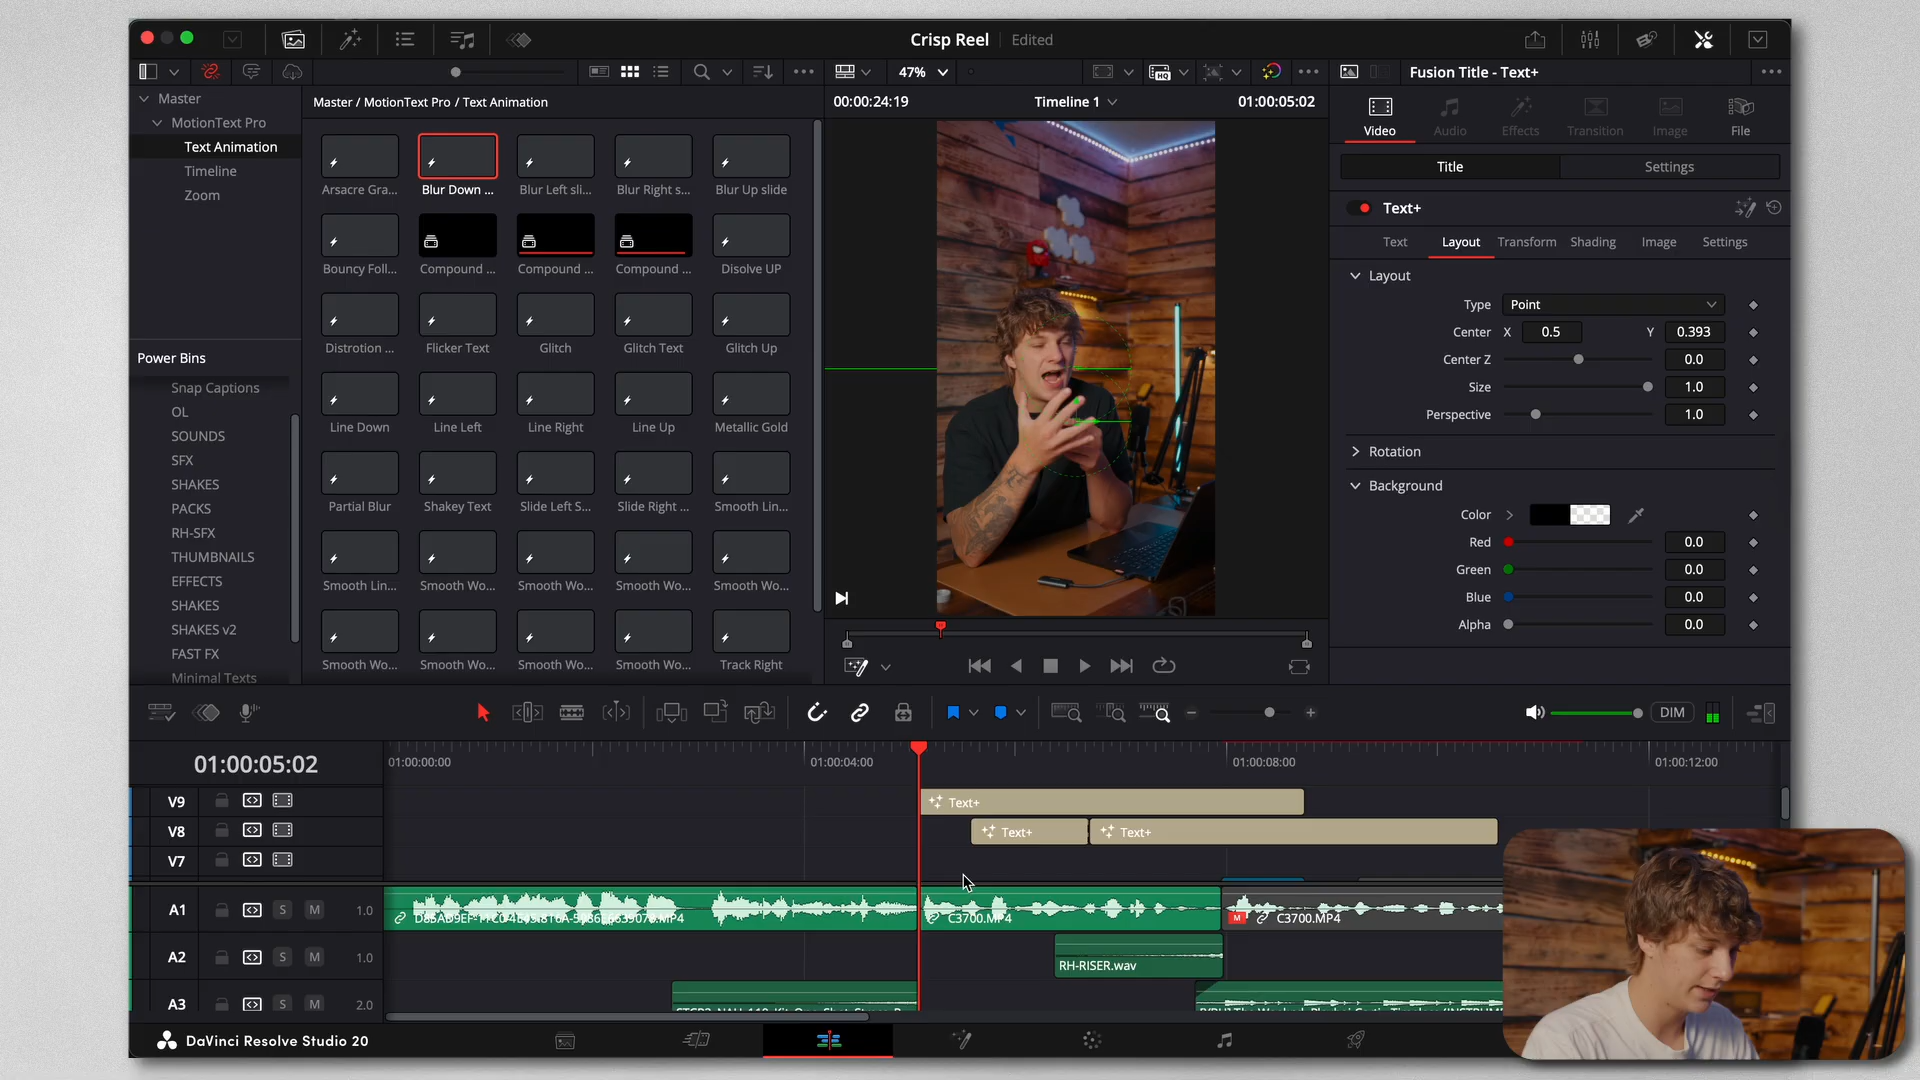 Crisp Reel
Edited
47%
Fusion Title - Text+
Master
MotionText Pro
Text Animation
Timeline
Zoom
Power Bins
Snap Captions
OL
SOUNDS
SFX
SHAKES
PACKS
RH-SFX
THUMBNAILS
EFFECTS
SHAKES
SHAKES v2
FAST FX
Minimal Texts
Master / MotionText Pro / Text Animation
Arsacre Gra...
Blur Down ...
Blur Left sli...
Blur Right s...
Blur Up slide
Bouncy Foll...
Compound ...
Compound ...
Compound ...
Disolve UP
Distrotion ...
Flicker Text
Glitch
Glitch Text
Glitch Up
Line Down
Line Left
Line Right
Line Up
Metallic Gold
Partial Blur
Shakey Text
Slide Left S...
Slide Right ...
Smooth Lin...
Smooth Lin...
Smooth Wo...
Smooth Wo...
Smooth Wo...
Smooth Wo...
Smooth Wo...
Smooth Wo...
Smooth Wo...
Smooth Wo...
Track Right
00:00:24:19
Timeline 1
01:00:05:02
Video
Audio
Effects
Transition
Image
File
Title
Settings
Text+
Text
Layout
Transform
Shading
Image
Settings
Layout
Type
Point
Center X 0.5 Y 0.393
Center Z 0.0
Size 1.0
Perspective 1.0
Rotation
Background
Color
Red 0.0
Green 0.0
Blue 0.0
Alpha 0.0
DIM
01:00:05:02
01:00:00:00
01:00:04:00
01:00:08:00
01:00:12:00
V9
Text+
V8
Text+
Text+
V7
A1 S M 1.0
C3700.MP4
M C3700.MP4
A2 S M 1.0
RH-RISER.wav
A3 S M 2.0
DaVinci Resolve Studio 20